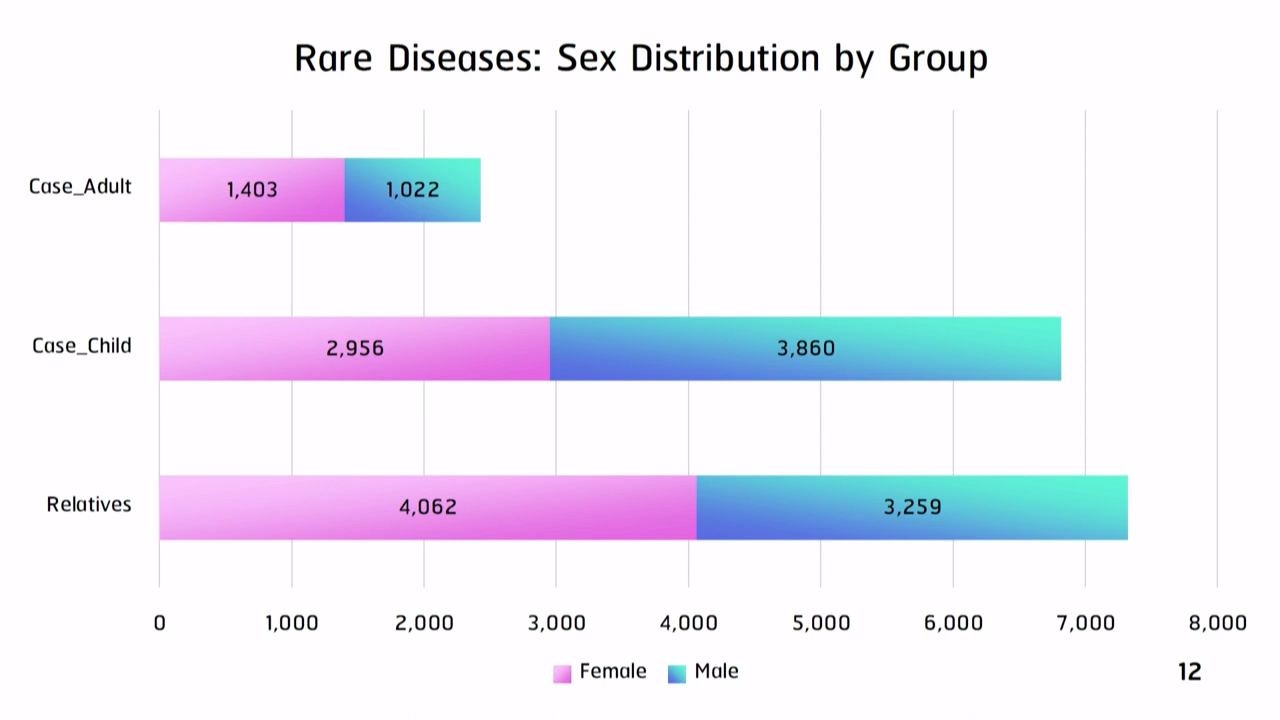 Rare Diseases: Sex Distribution by Group
Case_Adult
1,403
1,022
Case_Child
2,956
3,860
Relatives
4,062
3,259
0 1,000 2,000 3,000 4,000 5,000 6,000 7,000 8,000
Female Male
12